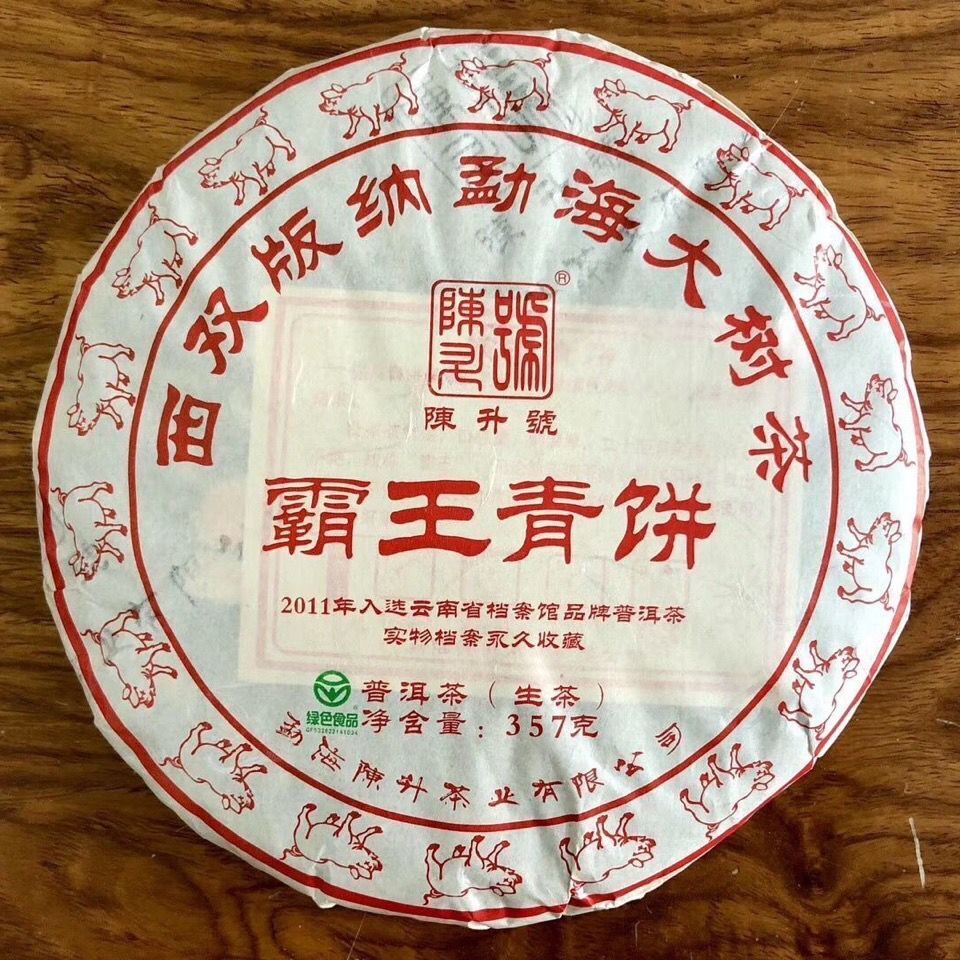 西双版纳勐海大树茶
陳升號
®
陳升號
霸王青饼
2011年入选云南省档案馆品牌普洱茶
实物档案永久收藏
绿色食品
GF532822141034
普洱茶（生茶）
净含量：357克
勐海陳升茶业有限公司